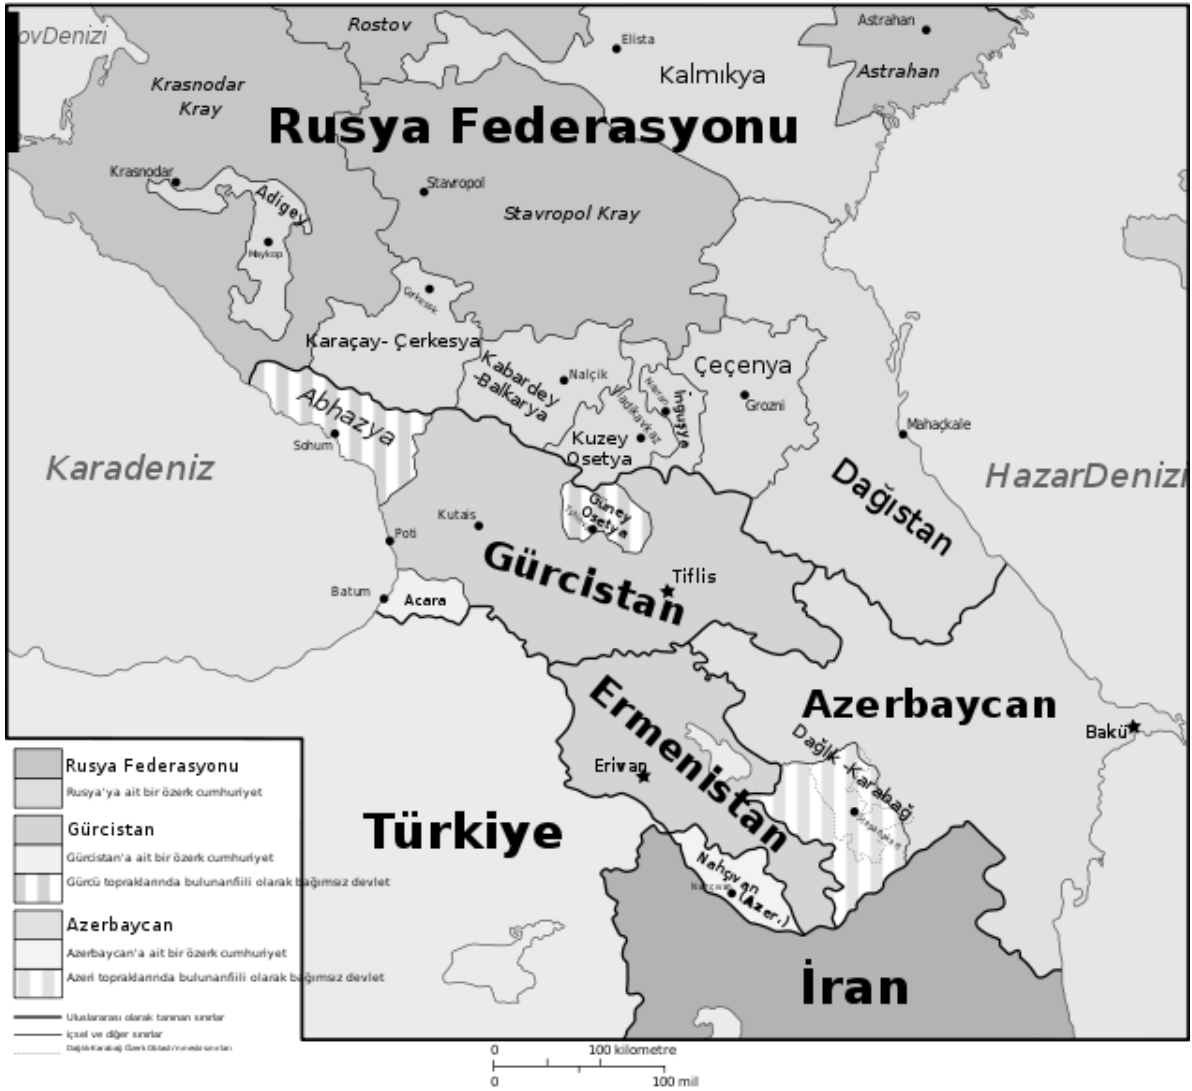 ovDenizi
Rostov
Elista
Astrahan
Kalmıkya
Astrahan
Krasnodar
Kray
Rusya Federasyonu
Krasnodar
Stavropol
Adigey
Stavropol Kray
Maykop
Çerkessk
Karaçay- Çerkesya
Kabardey
-Balkarya
Nalçik
Çeçenya
Grozni
Nazran
İnguşya
Vladikavkaz
Abhazya
Sohum
Kuzey
Osetya
Mahaçkale
Karadeniz
HazarDenizi
Dağıstan
Güney
Osetya
Kutais
Poti
Gürcistan
Tiflis
Batum
Acara
Ermenistan
Azerbaycan
Bakü
Dağlık -Karabağ
Erivan
Türkiye
Nahçıvan
(Azer.)
İran
Rusya Federasyonu
Rusya'ya ait bir özerk cumhuriyet
Gürcistan
Gürcistan'a ait bir özerk cumhuriyet
Gürcü topraklarında bulunanfiili olarak bağımsız devlet
Azerbaycan
Azerbaycan'a ait bir özerk cumhuriyet
Azeri topraklarında bulunanfiili olarak bağımsız devlet
Uluslararası olarak tanınan sınırlar
içsel ve diğer sınırlar
0 100 kilometre
0 100 mil